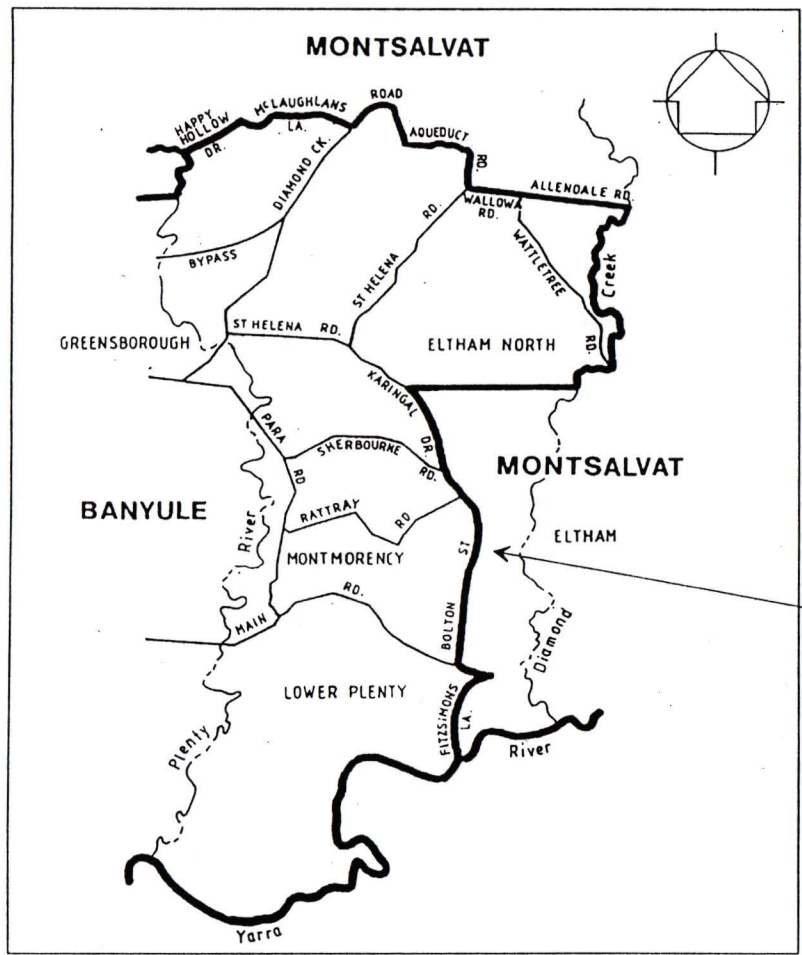 MONTSALVAT
HAPPY
HOLLOW
DR.
McLAUGHLANS
LA.
ROAD
AQUEDUCT
RD.
DIAMOND CK.
ALLENDALE RD.
WALLOWA
RD.
BYPASS
ST HELENA RD.
WATTLETREE
RD.
Creek
GREENSBOROUGH
ST HELENA RD.
ELTHAM NORTH
KARINGAL
DR.
PARA
RD
SHERBOURNE
RD.
MONTSALVAT
BANYULE
River
RATTRAY
RD
ELTHAM
MONTMORENCY
BOLTON
ST
MAIN
RD.
Diamond
LOWER PLENTY
FITZSIMONS
LA.
River
Plenty
Yarra